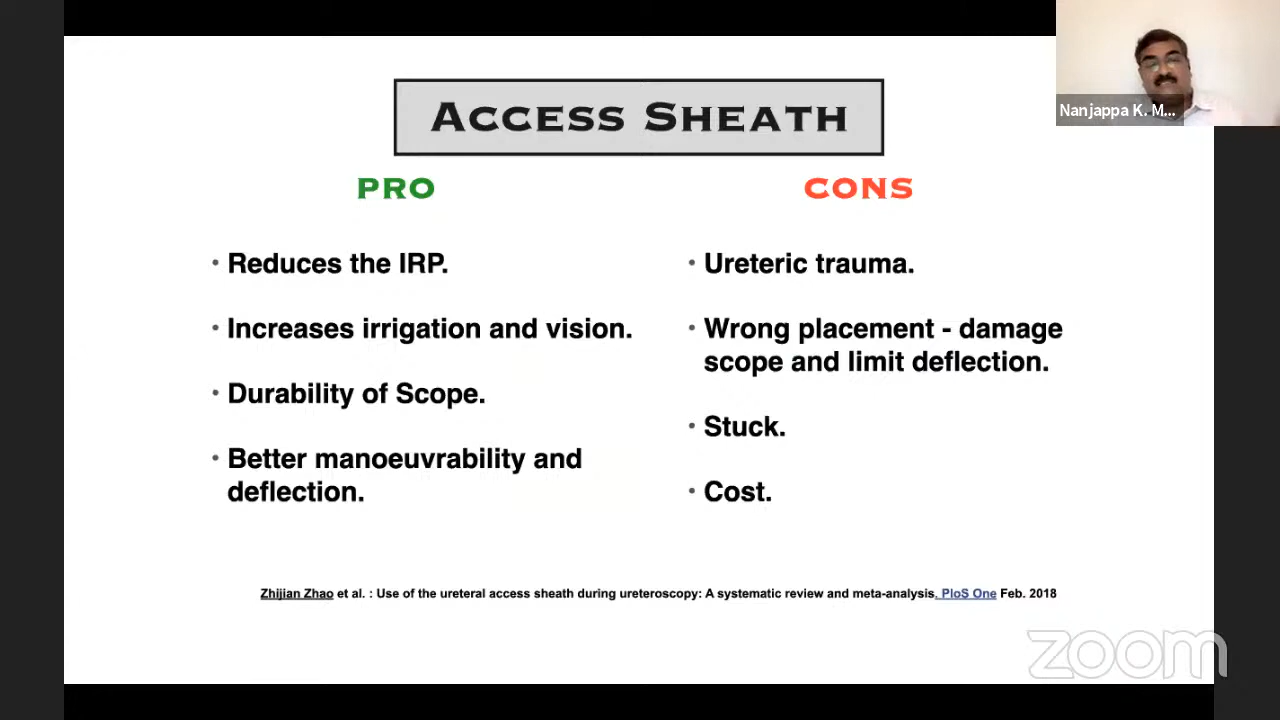 ACCESS SHEATH
Nanjappa K. M...
PRO
CONS
• Reduces the IRP.
• Increases irrigation and vision.
• Durability of Scope.
• Better manoeuvrability and
deflection.
• Ureteric trauma.
• Wrong placement - damage
scope and limit deflection.
• Stuck.
• Cost.
Zhijian Zhao et al. : Use of the ureteral access sheath during ureteroscopy: A systematic review and meta-analysis. PloS One Feb. 2018
zoom